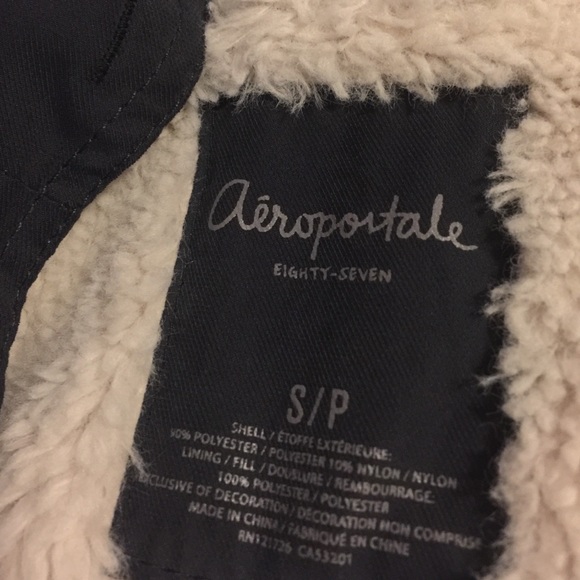 aéropostale
EIGHTY-SEVEN
S/P
SHELL / ÉTOFFE EXTÉRIEURE:
90% POLYESTER / POLYESTER 10% NYLON / NYLON
LINING / FILL / DOUBLURE / REMBOURRAGE:
100% POLYESTER / POLYESTER
EXCLUSIVE OF DECORATION / DÉCORATION NON COMPRISE
MADE IN CHINA / FABRIQUÉ EN CHINE
RN121726 CA53201